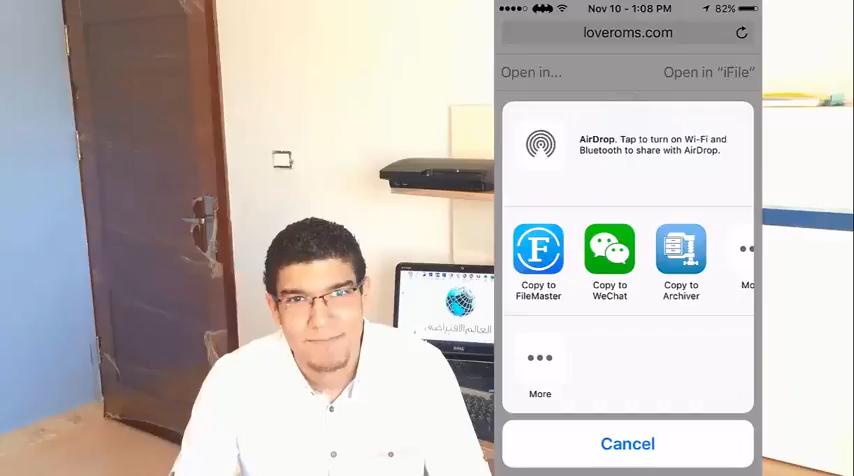 Nov 10 - 1:08 PM
82%
loveroms.com
Open in...
Open in “iFile”
AirDrop. Tap to turn on Wi-Fi and
Bluetooth to share with AirDrop.
Copy to
FileMaster
Copy to
WeChat
Copy to
Archiver
Mo
More
Cancel
العالم الافتراضي
DELL